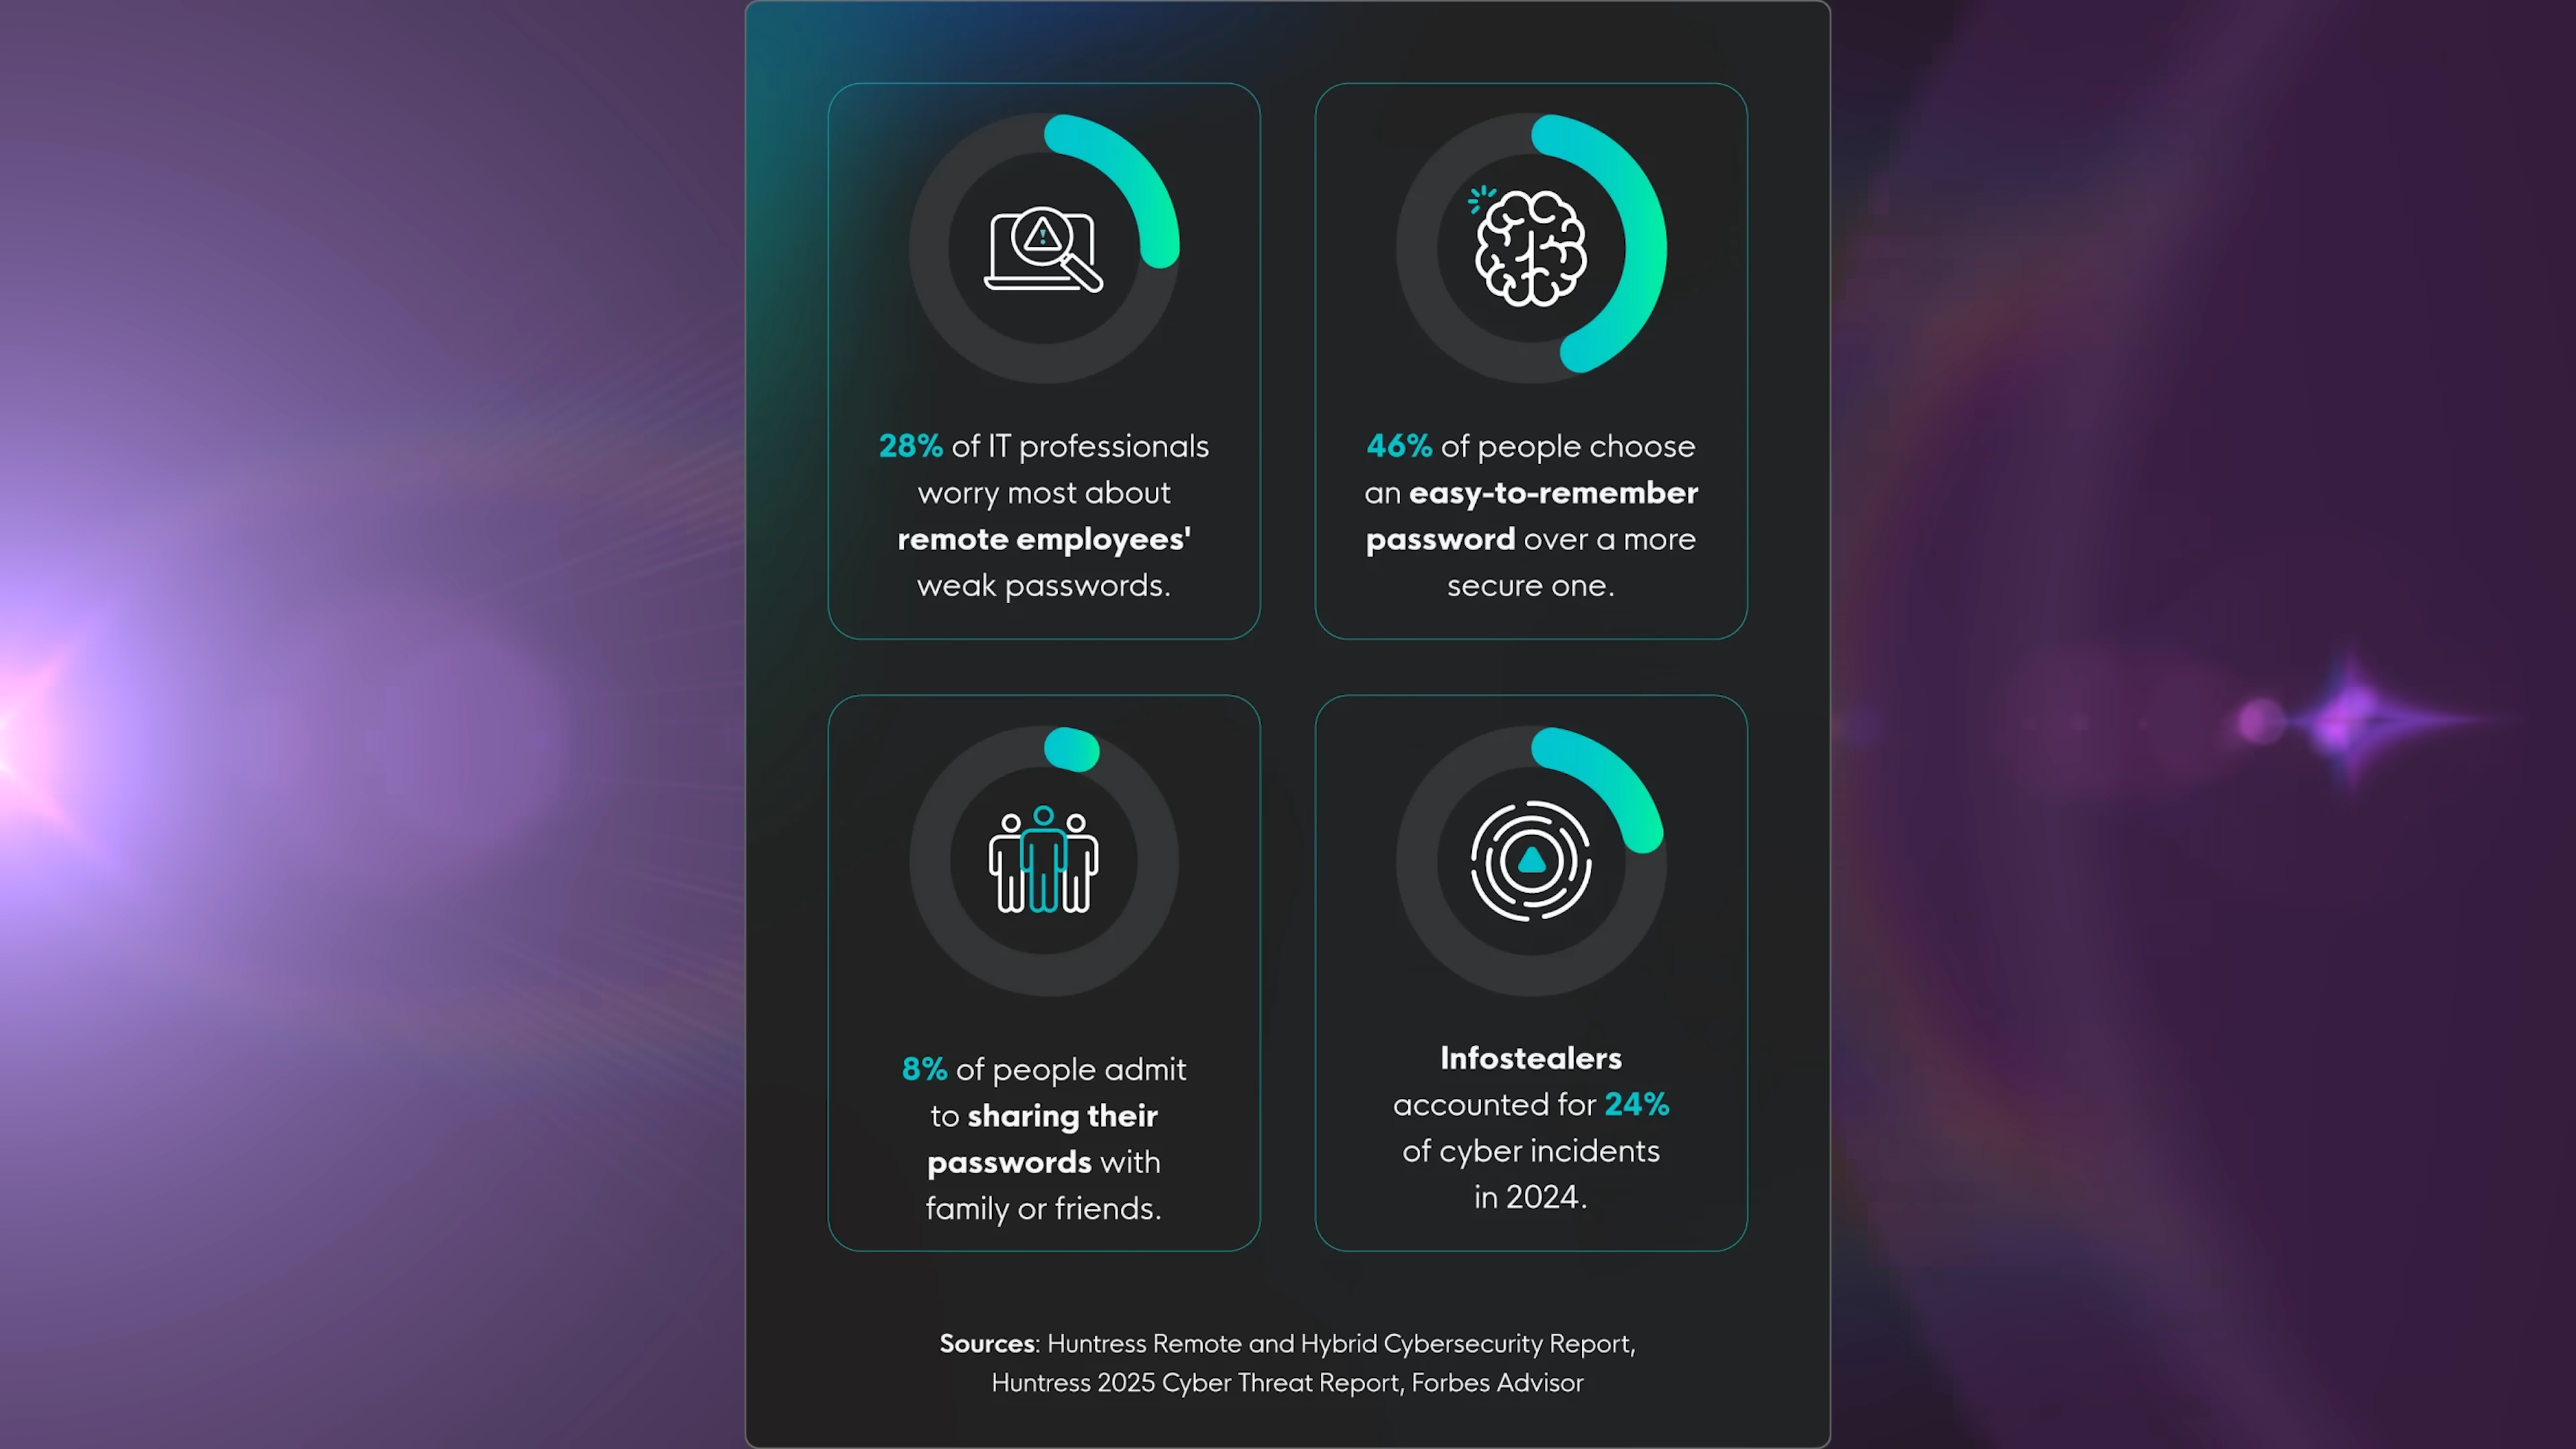 28% of IT professionals
worry most about
remote employees'
weak passwords.
46% of people choose
an easy-to-remember
password over a more
secure one.
8% of people admit
to sharing their
passwords with
family or friends.
Infostealers
accounted for 24%
of cyber incidents
in 2024.
Sources: Huntress Remote and Hybrid Cybersecurity Report,
Huntress 2025 Cyber Threat Report, Forbes Advisor